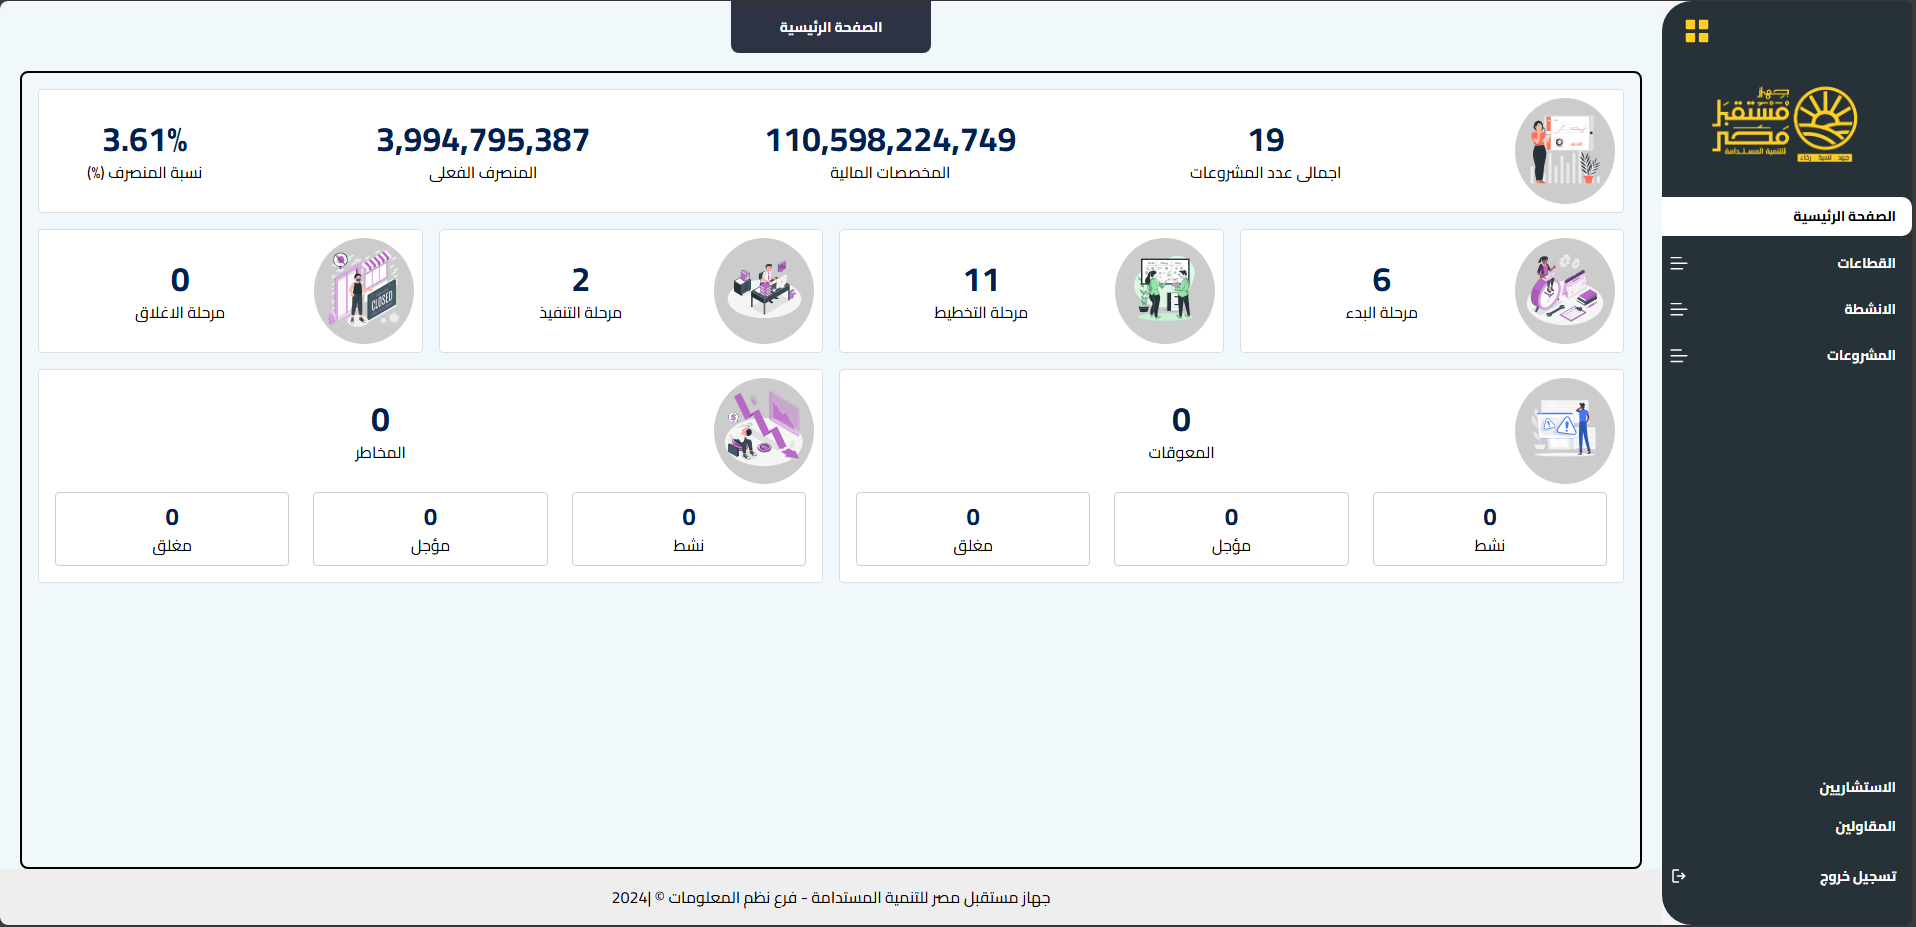 الصفحة الرئيسية
جهاز
مستقبل
مصر
للتنمية المستدامة
جهد - تنمية - رخاء
الصفحة الرئيسية
القطاعات
الانشطة
المشروعات
الاستشاريين
المقاولين
تسجيل خروج
19
اجمالى عدد المشروعات
110,598,224,749
المخصصات المالية
3,994,795,387
المنصرف الفعلى
3.61%
نسبة المنصرف (%)
6
مرحلة البدء
11
مرحلة التخطيط
2
مرحلة التنفيذ
CLOSED
0
مرحلة الاغلاق
0
المعوقات
0
نشط
0
مؤجل
0
مغلق
0
المخاطر
0
نشط
0
مؤجل
0
مغلق
جهاز مستقبل مصر للتنمية المستدامة - فرع نظم المعلومات © |2024